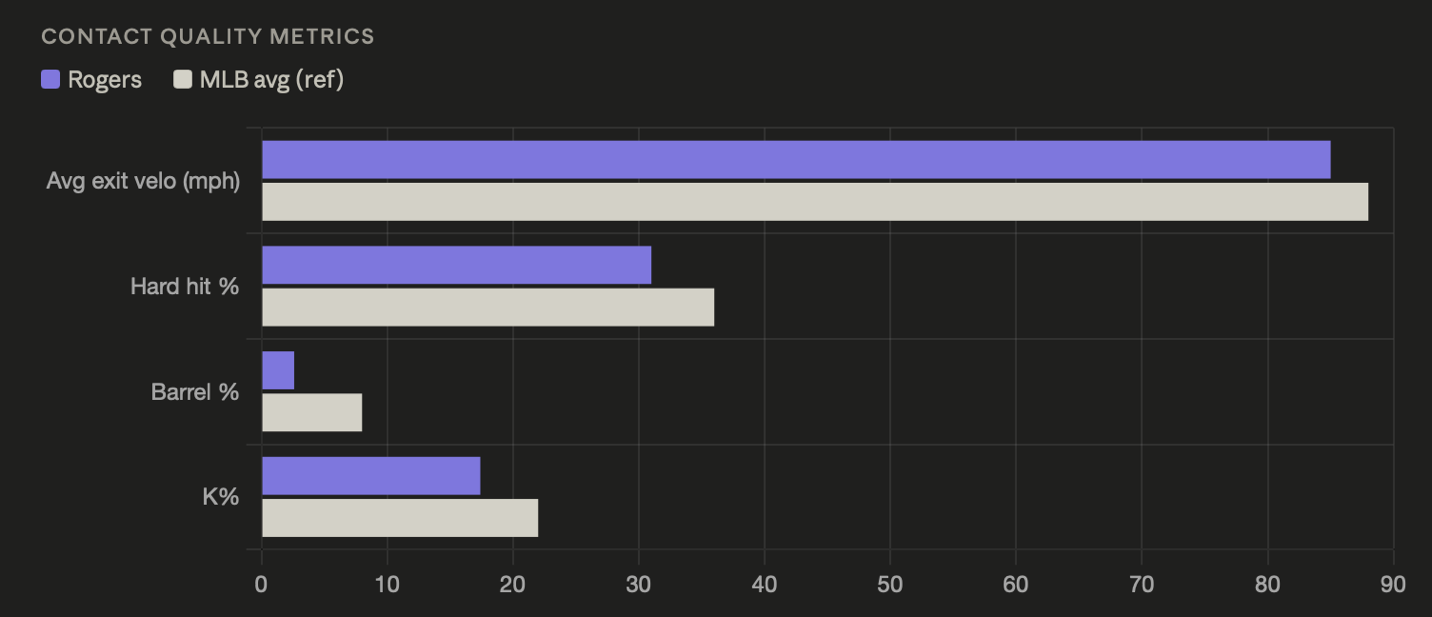 CONTACT QUALITY METRICS
Rogers MLB avg (ref)
Avg exit velo (mph)
Hard hit %
Barrel %
K%
0 10 20 30 40 50 60 70 80 90